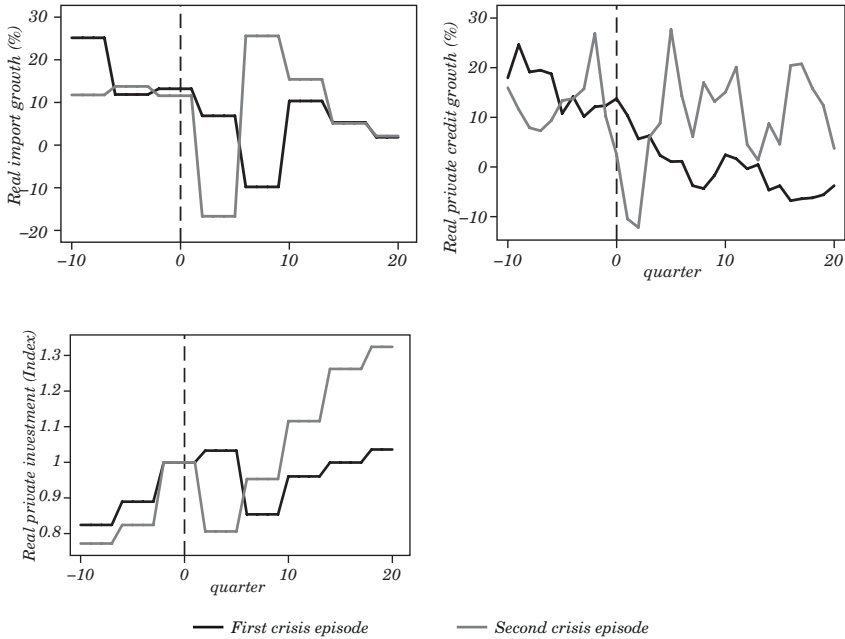 Real import growth (%)
30
20
10
0
−10
−20
−10 0 10 20
Real private credit growth (%)
30
20
10
0
−10
−10 0 10 20
quarter
Real private investment (Index)
1.3
1.2
1.1
1
0.9
0.8
−10 0 10 20
quarter
First crisis episode Second crisis episode